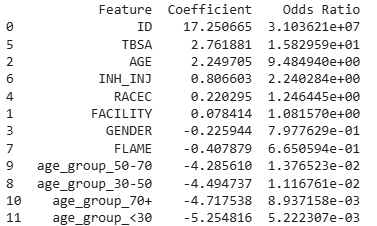 Feature Coefficient Odds Ratio
0 ID 17.250665 3.103621e+07
5 TBSA 2.761881 1.582959e+01
2 AGE 2.249705 9.484940e+00
6 INH_INJ 0.806603 2.240284e+00
4 RACEC 0.220295 1.246445e+00
1 FACILITY 0.078414 1.081570e+00
3 GENDER -0.225944 7.977629e-01
7 FLAME -0.407879 6.650594e-01
9 age_group_50-70 -4.285610 1.376523e-02
8 age_group_30-50 -4.494737 1.116761e-02
10 age_group_70+ -4.717538 8.937158e-03
11 age_group_<30 -5.254816 5.222307e-03